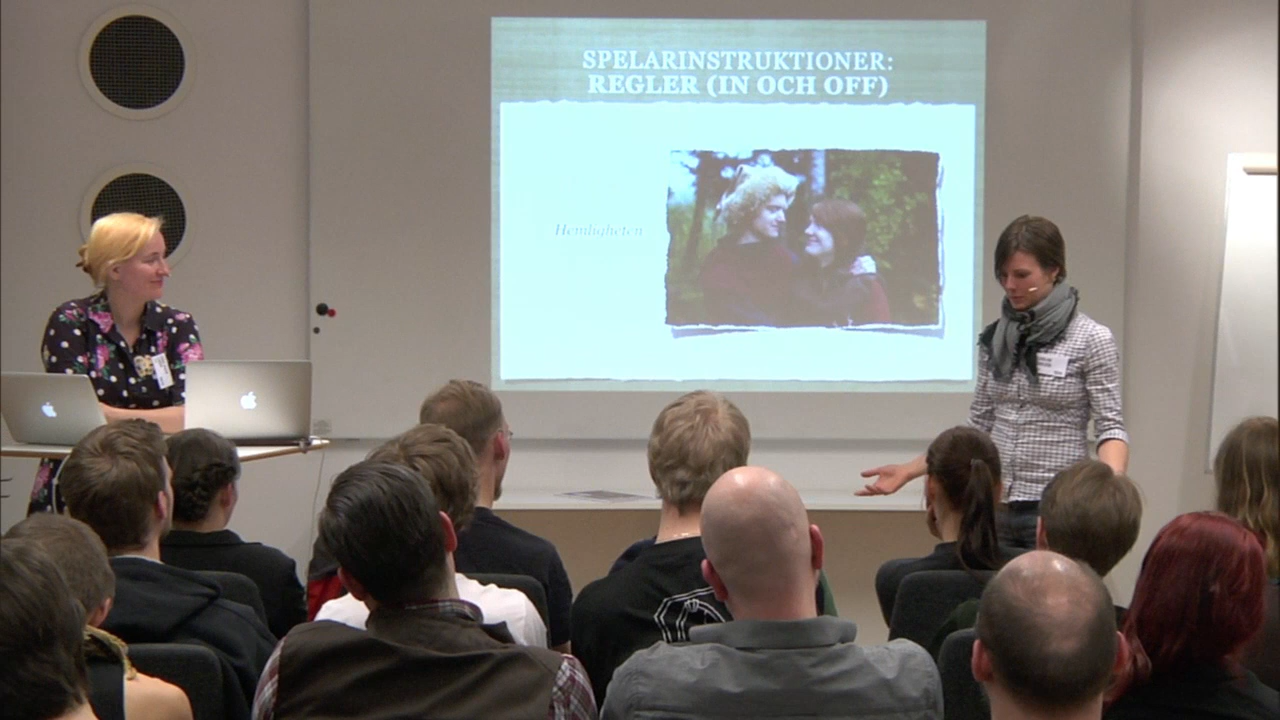 SPELARINSTRUKTIONER:
REGLER (IN OCH OFF)
Hemligheten